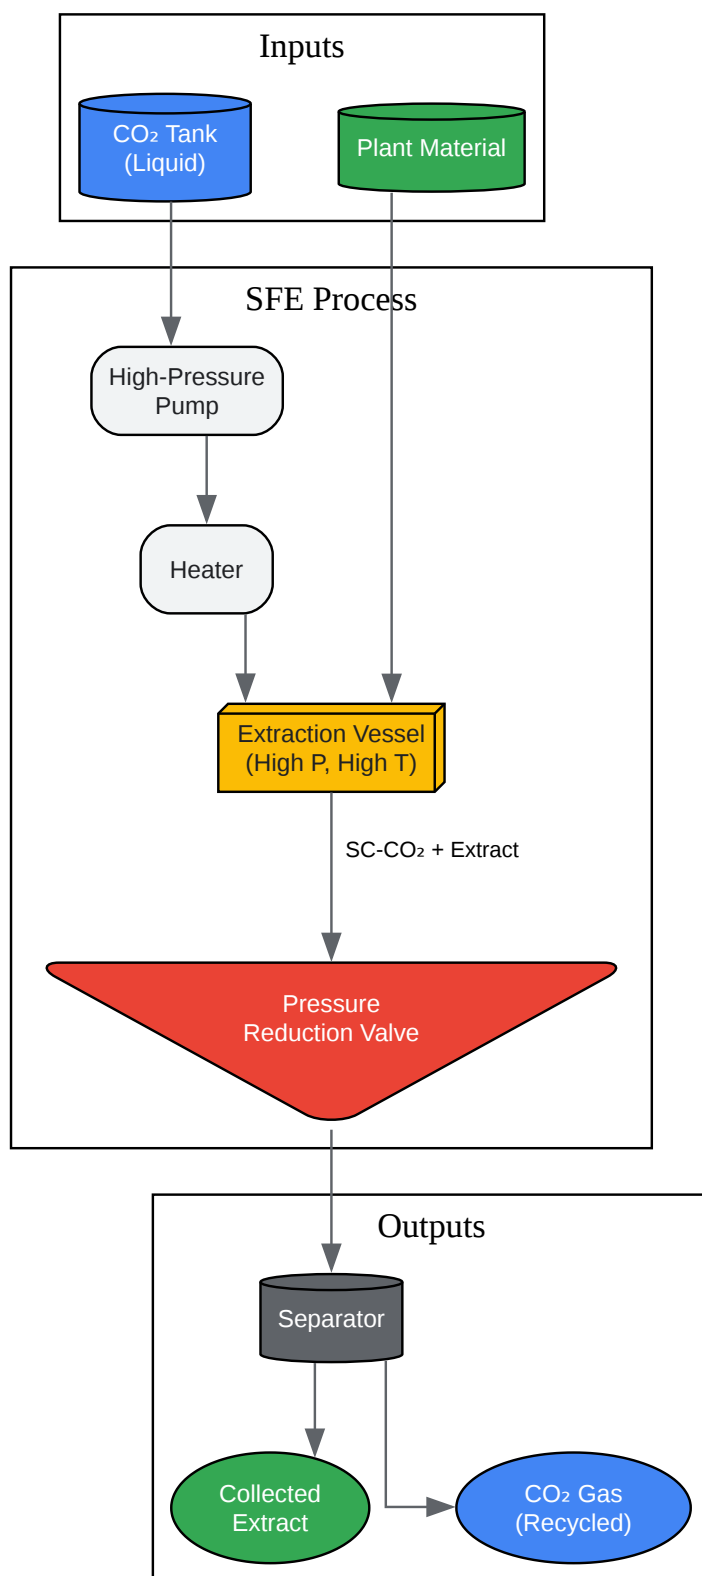 Inputs
CO₂ Tank
(Liquid)
Plant Material
SFE Process
High-Pressure
Pump
Heater
Extraction Vessel
(High P, High T)
SC-CO₂ + Extract
Pressure
Reduction Valve
Outputs
Separator
Collected
Extract
CO₂ Gas
(Recycled)